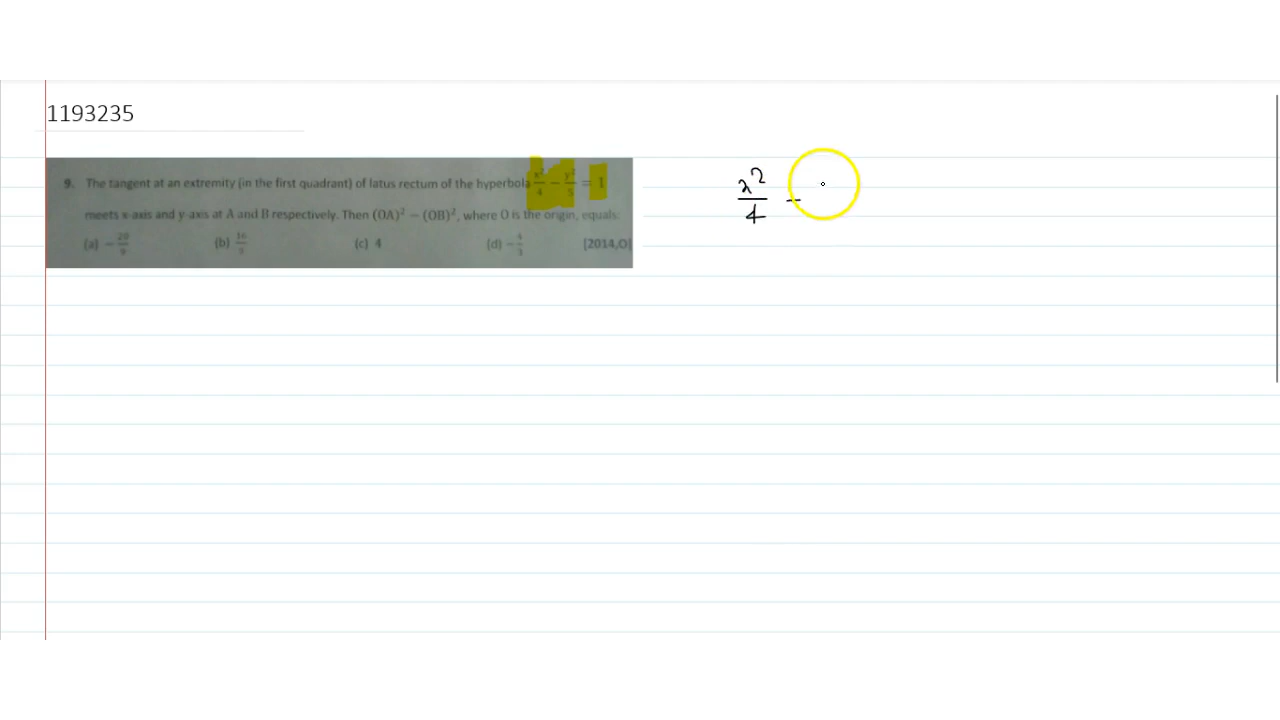 1193235
9. The tangent at an extremity (in the first quadrant) of latus rectum of the hyperbola x²/4 − y²/5 = 1
meets x-axis and y-axis at A and B respectively. Then (OA)² − (OB)², where O is the origin, equals:
(a) −20/9 (b) 16/9 (c) 4 (d) −4/3 [2014,O]
x²/4 −